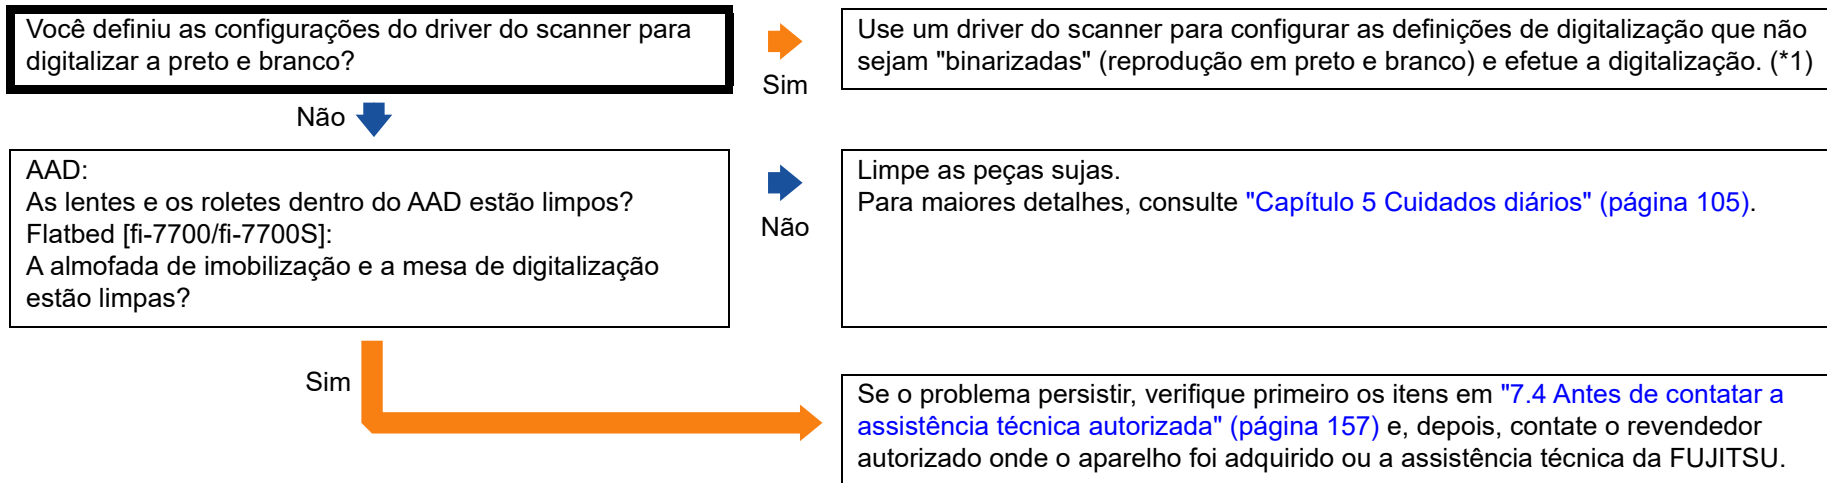 Você definiu as configurações do driver do scanner para
digitalizar a preto e branco?
Sim
Use um driver do scanner para configurar as definições de digitalização que não
sejam "binarizadas" (reprodução em preto e branco) e efetue a digitalização. (*1)
Não
AAD:
As lentes e os roletes dentro do AAD estão limpos?
Flatbed [fi-7700/fi-7700S]:
A almofada de imobilização e a mesa de digitalização
estão limpas?
Não
Limpe as peças sujas.
Para maiores detalhes, consulte "Capítulo 5 Cuidados diários" (página 105).
Sim
Se o problema persistir, verifique primeiro os itens em "7.4 Antes de contatar a
assistência técnica autorizada" (página 157) e, depois, contate o revendedor
autorizado onde o aparelho foi adquirido ou a assistência técnica da FUJITSU.